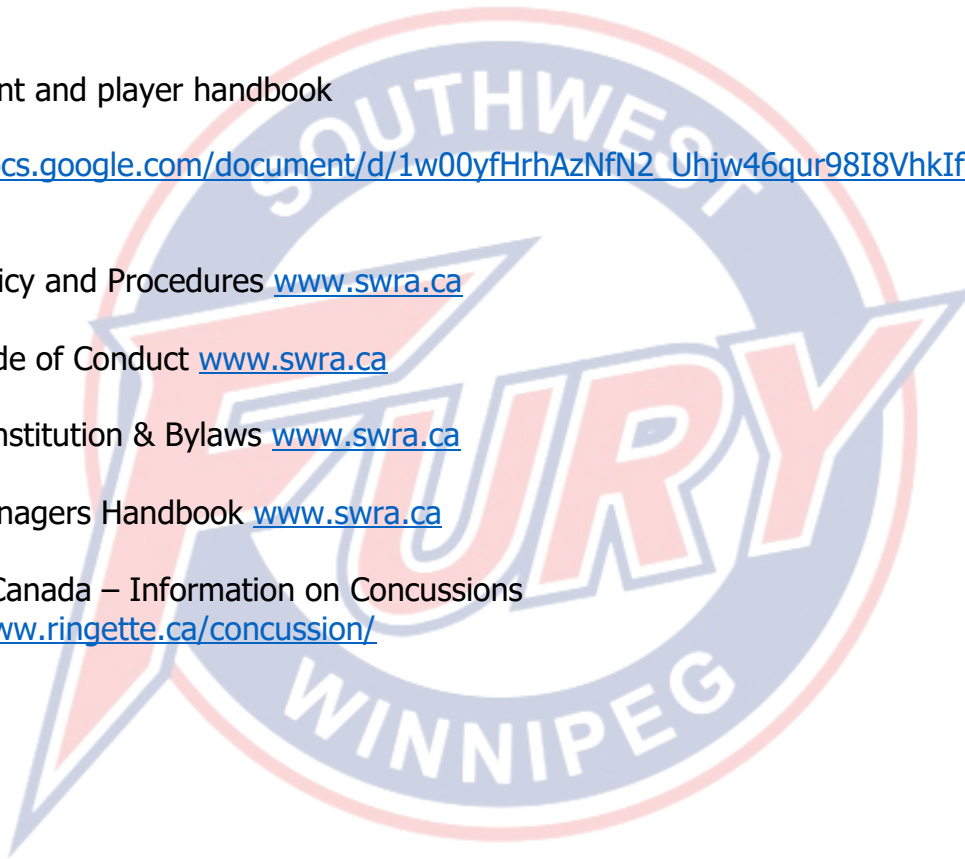 nt and player handbook
ocs.google.com/document/d/1w00yfHrhAzNfN2_Uhjw46qur98I8VhkIf
icy and Procedures www.swra.ca
de of Conduct www.swra.ca
nstitution & Bylaws www.swra.ca
nagers Handbook www.swra.ca
Canada – Information on Concussions
ww.ringette.ca/concussion/
SOUTHWEST
FURY
WINNIPEG